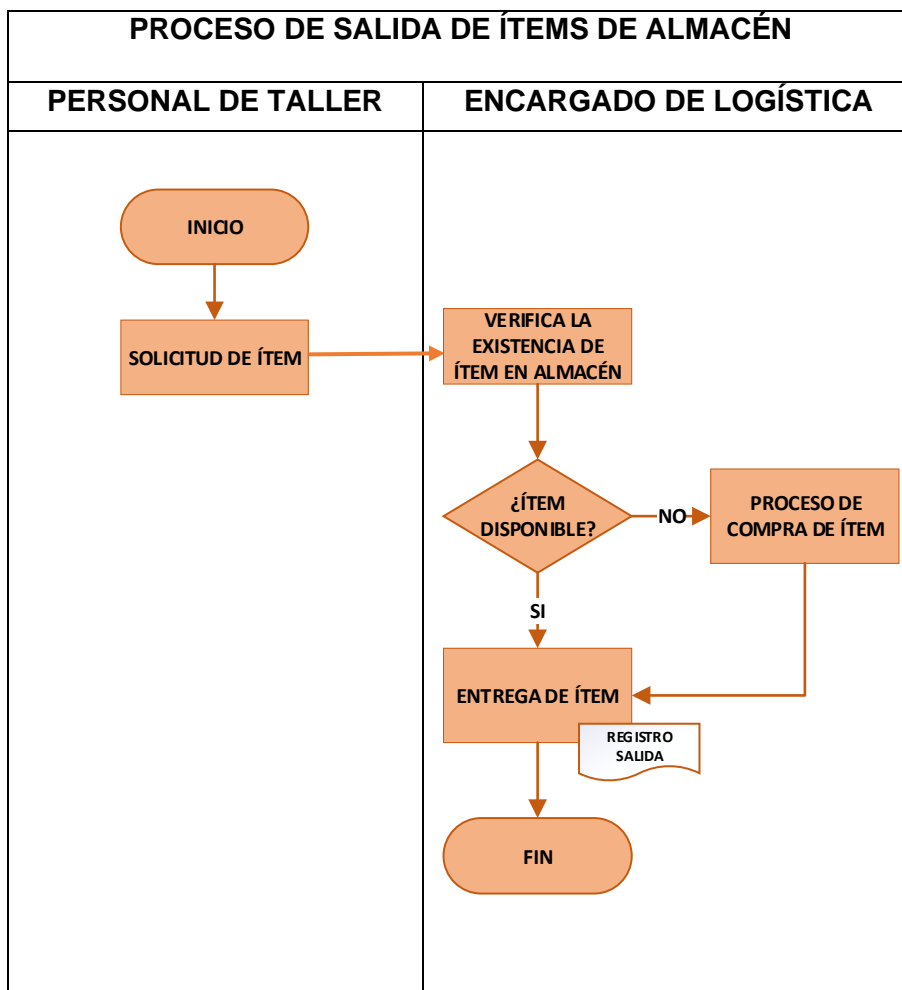 PROCESO DE SALIDA DE ÍTEMS DE ALMACÉN
PERSONAL DE TALLER
ENCARGADO DE LOGÍSTICA
INICIO
SOLICITUD DE ÍTEM
VERIFICA LA
EXISTENCIA DE
ÍTEM EN ALMACÉN
¿ÍTEM
DISPONIBLE?
NO
PROCESO DE
COMPRA DE ÍTEM
SI
ENTREGA DE ÍTEM
REGISTRO
SALIDA
FIN